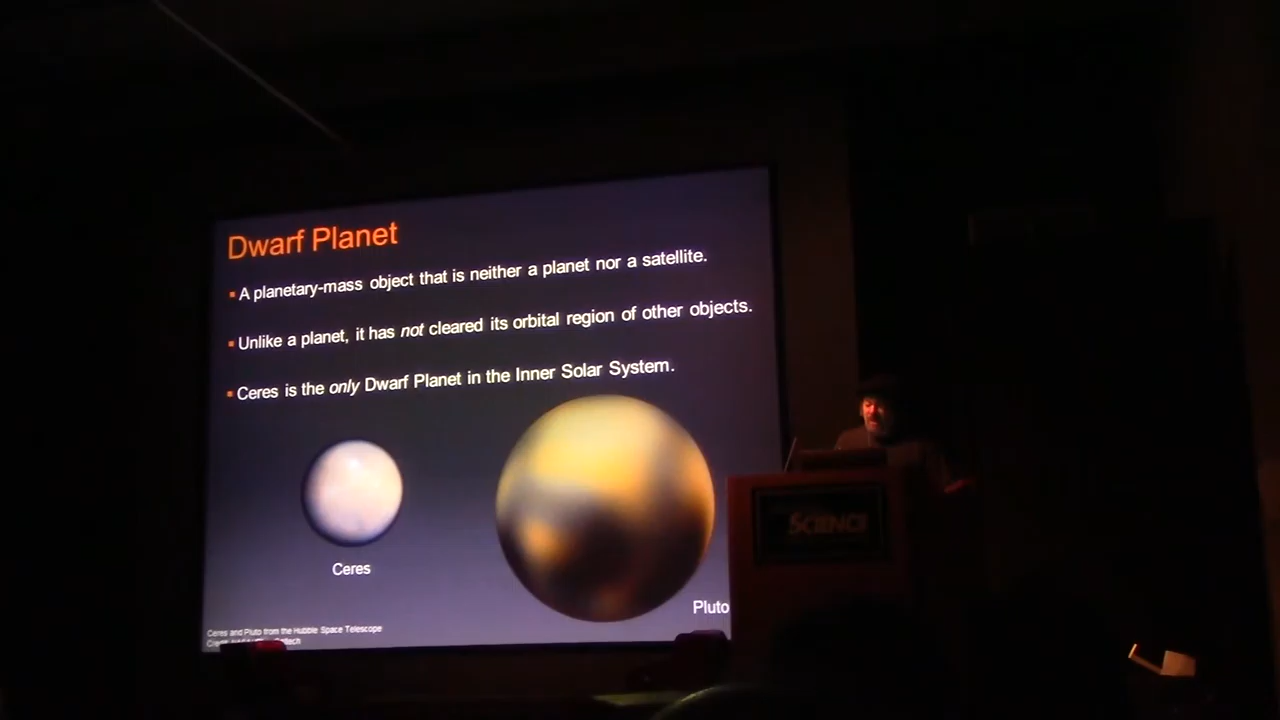 Dwarf Planet
▪ A planetary-mass object that is neither a planet nor a satellite.
▪ Unlike a planet, it has not cleared its orbital region of other objects.
▪ Ceres is the only Dwarf Planet in the Inner Solar System.
Ceres
Pluto
Ceres and Pluto from the Hubble Space Telescope
SCIENCE